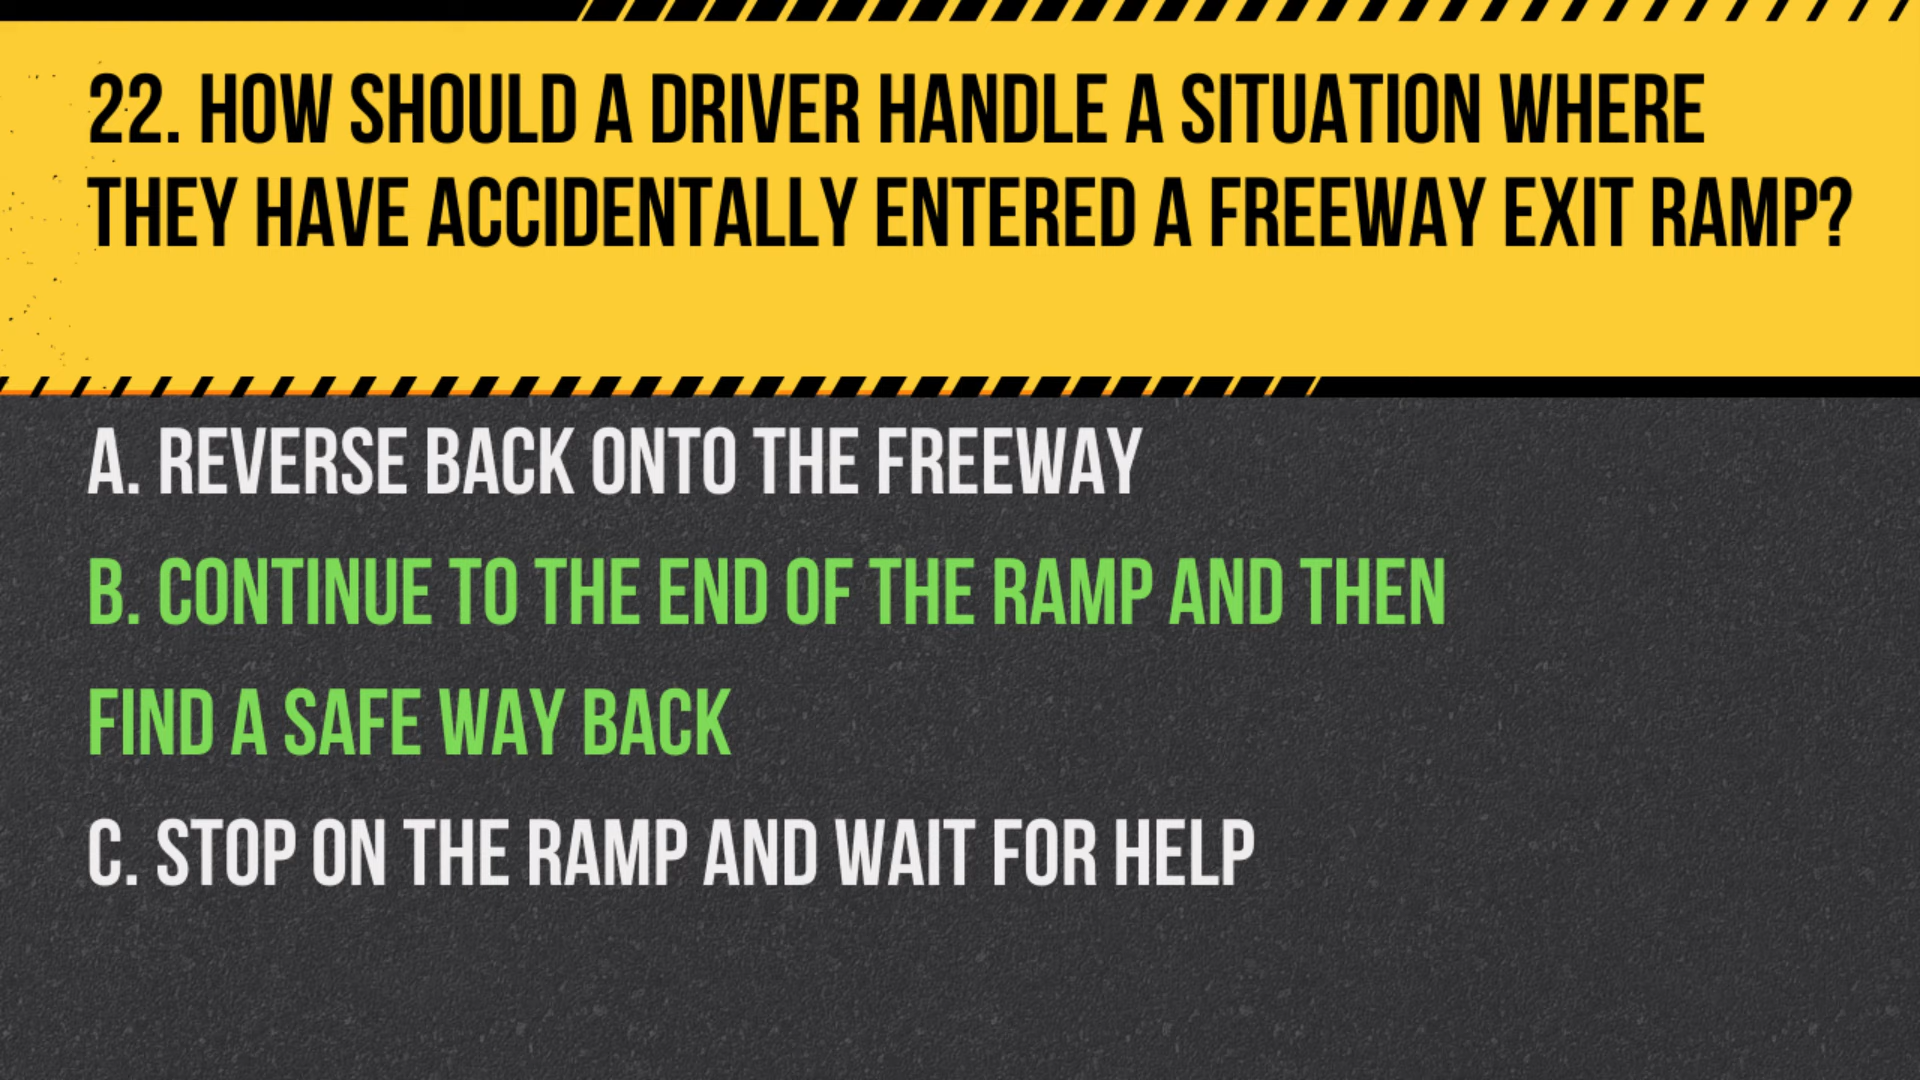 22. HOW SHOULD A DRIVER HANDLE A SITUATION WHERE
THEY HAVE ACCIDENTALLY ENTERED A FREEWAY EXIT RAMP?
A. REVERSE BACK ONTO THE FREEWAY
B. CONTINUE TO THE END OF THE RAMP AND THEN
FIND A SAFE WAY BACK
C. STOP ON THE RAMP AND WAIT FOR HELP